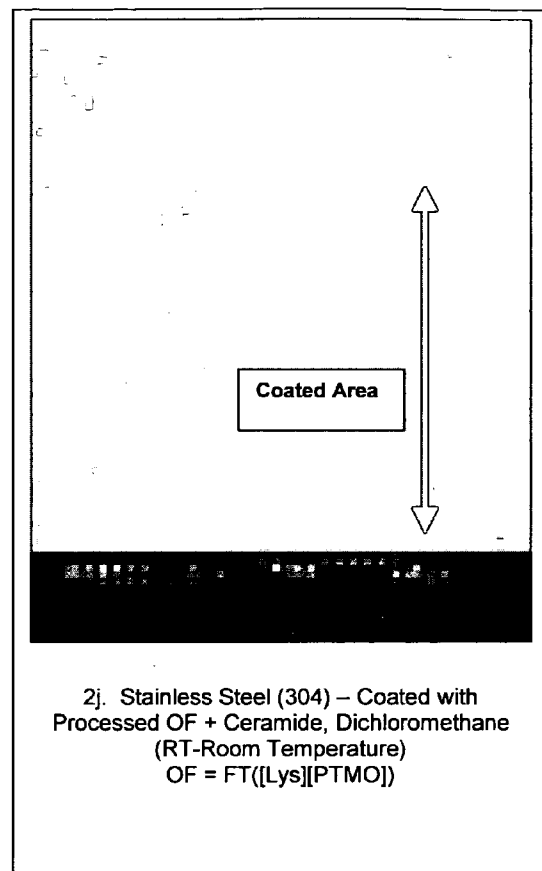 Coated Area
2j. Stainless Steel (304) – Coated with
Processed OF + Ceramide, Dichloromethane
(RT-Room Temperature)
OF = FT([Lys][PTMO])